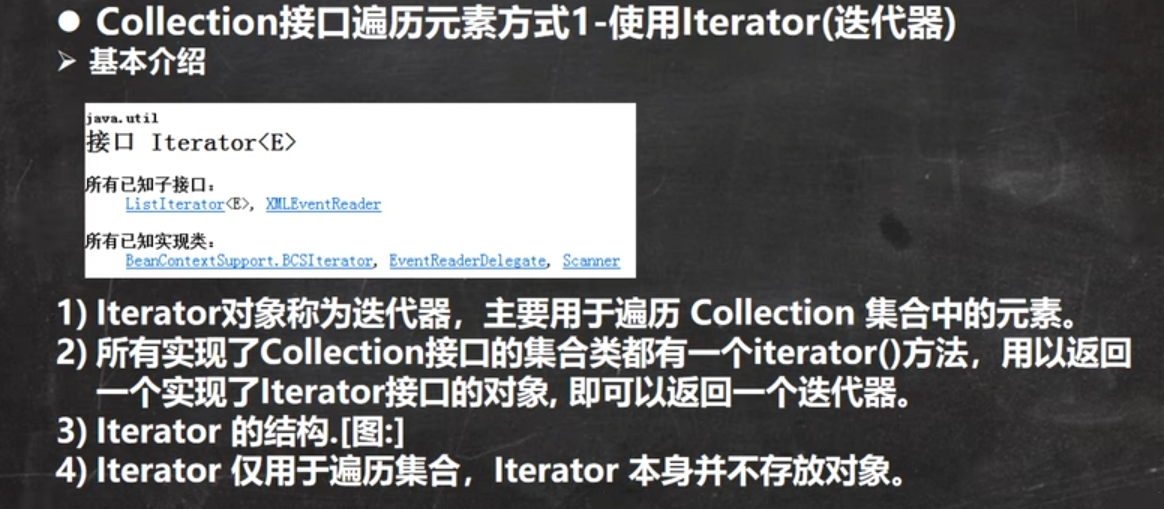 ● Collection接口遍历元素方式1-使用Iterator(迭代器)
➢ 基本介绍
java.util
接口 Iterator<E>
所有已知子接口：
ListIterator<E>, XMLEventReader
所有已知实现类：
BeanContextSupport.BCSIterator, EventReaderDelegate, Scanner
1) Iterator对象称为迭代器，主要用于遍历 Collection 集合中的元素。
2) 所有实现了Collection接口的集合类都有一个iterator()方法，用以返回
一个实现了Iterator接口的对象, 即可以返回一个迭代器。
3) Iterator 的结构.[图:]
4) Iterator 仅用于遍历集合，Iterator 本身并不存放对象。